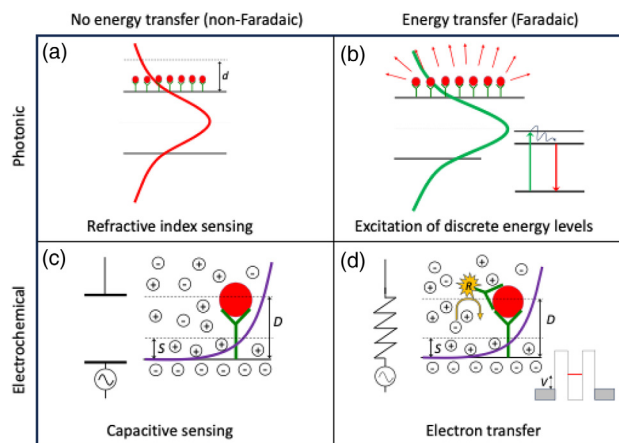 No energy transfer (non-Faradaic)
Energy transfer (Faradaic)
Photonic
(a)
d
Refractive index sensing
(b)
Excitation of discrete energy levels
Electrochemical
(c)
S
D
Capacitive sensing
(d)
R
S
D
V
Electron transfer